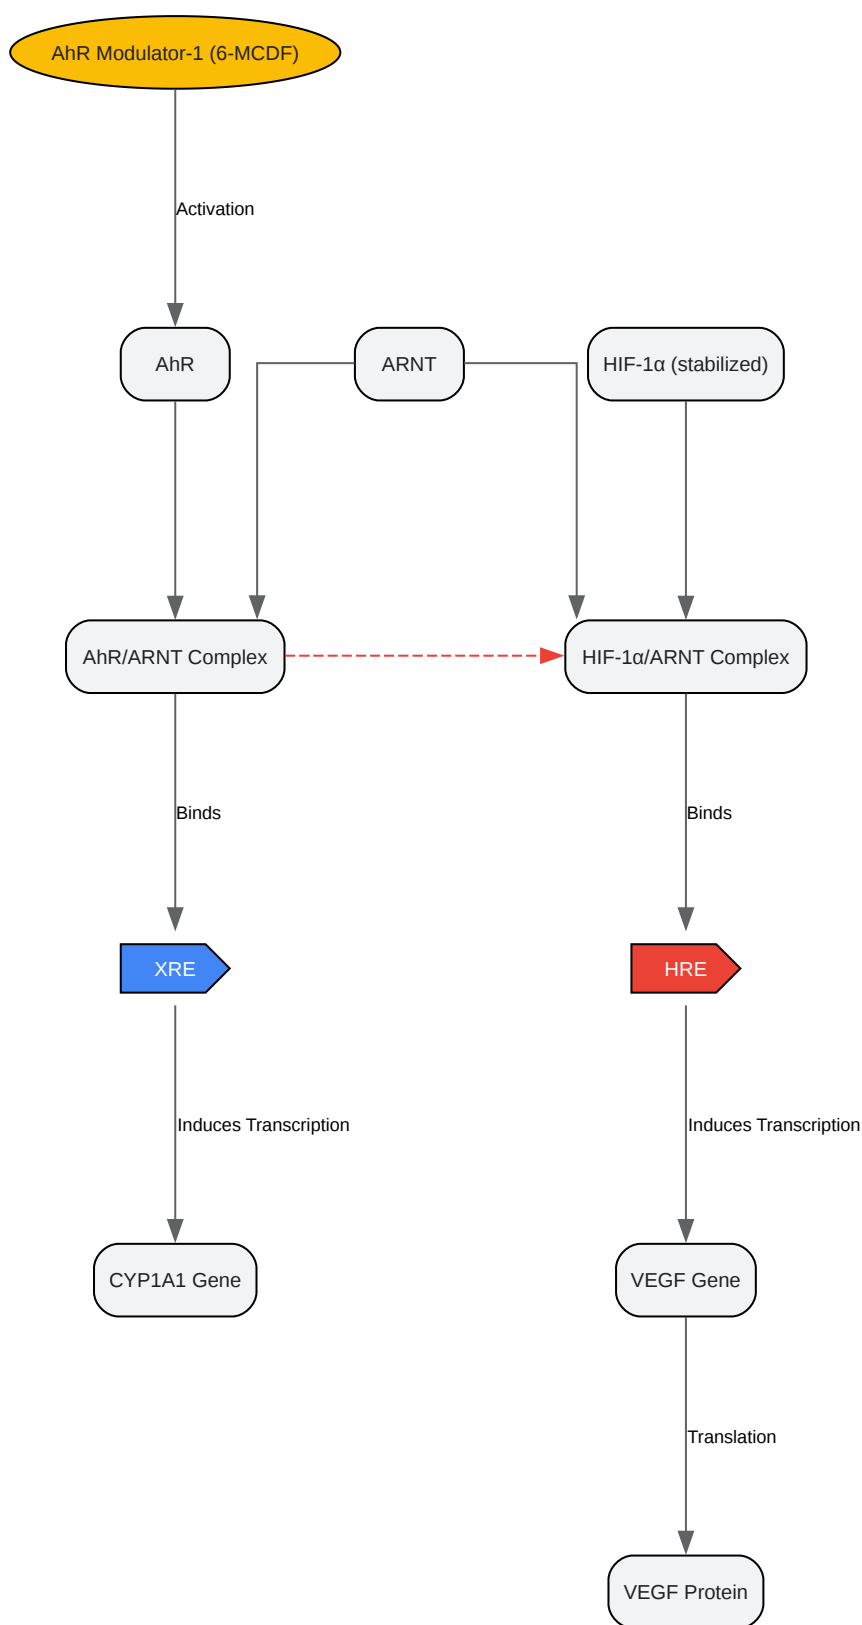 AhR Modulator-1 (6-MCDF)
Activation
AhR
ARNT
HIF-1α (stabilized)
AhR/ARNT Complex
HIF-1α/ARNT Complex
Binds
Binds
XRE
HRE
Induces Transcription
Induces Transcription
CYP1A1 Gene
VEGF Gene
Translation
VEGF Protein